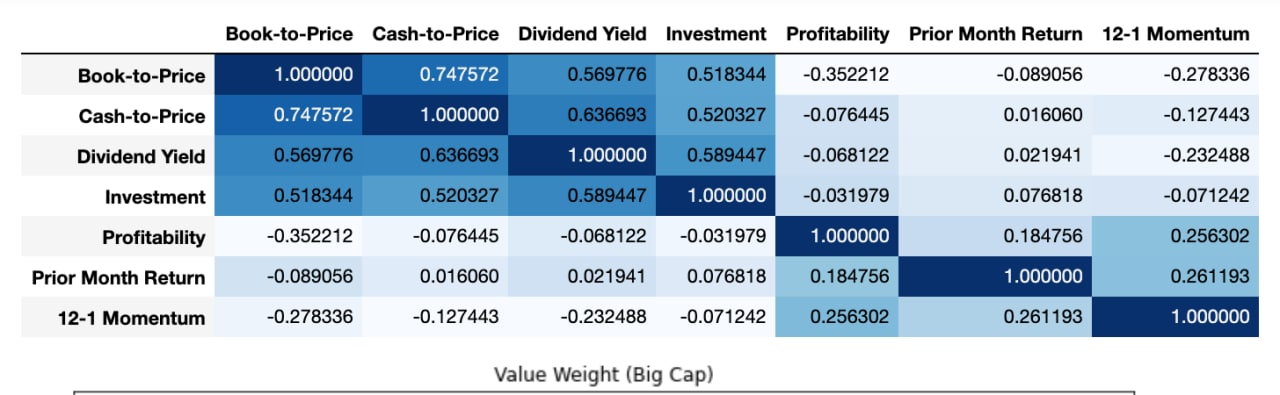 Book-to-Price Cash-to-Price Dividend Yield Investment Profitability Prior Month Return 12-1 Momentum
Book-to-Price 1.000000 0.747572 0.569776 0.518344 -0.352212 -0.089056 -0.278336
Cash-to-Price 0.747572 1.000000 0.636693 0.520327 -0.076445 0.016060 -0.127443
Dividend Yield 0.569776 0.636693 1.000000 0.589447 -0.068122 0.021941 -0.232488
Investment 0.518344 0.520327 0.589447 1.000000 -0.031979 0.076818 -0.071242
Profitability -0.352212 -0.076445 -0.068122 -0.031979 1.000000 0.184756 0.256302
Prior Month Return -0.089056 0.016060 0.021941 0.076818 0.184756 1.000000 0.261193
12-1 Momentum -0.278336 -0.127443 -0.232488 -0.071242 0.256302 0.261193 1.000000
Value Weight (Big Cap)